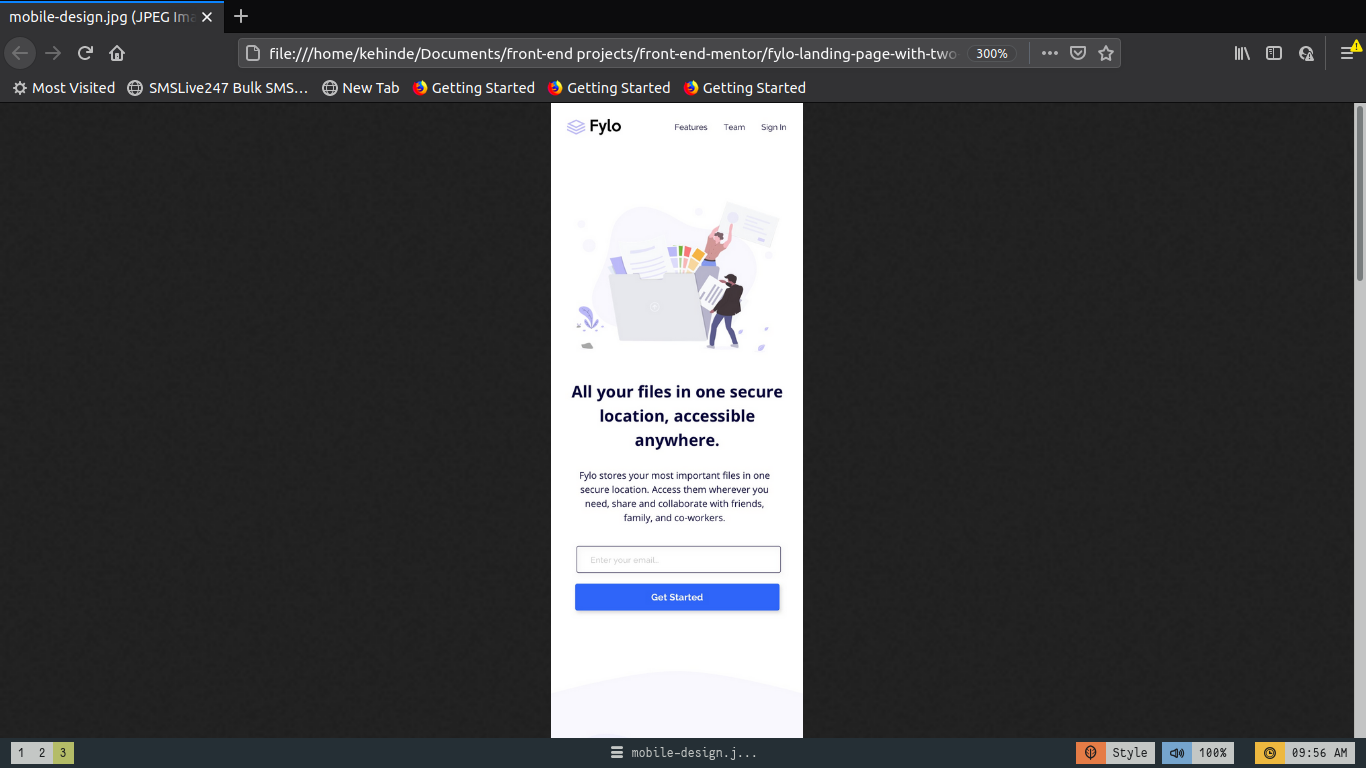 mobile-design.jpg (JPEG Ima
file:///home/kehinde/Documents/front-end projects/front-end-mentor/fylo-landing-page-with-two-
300%
Most Visited
SMSLive247 Bulk SMS...
New Tab
Getting Started
Getting Started
Getting Started
Fylo
Features
Team
Sign In
All your files in one secure
location, accessible
anywhere.
Fylo stores your most important files in one
secure location. Access them wherever you
need, share and collaborate with friends,
family, and co-workers.
Enter your email...
Get Started
1 2 3
mobile-design.j...
Style
100%
09:56 AM